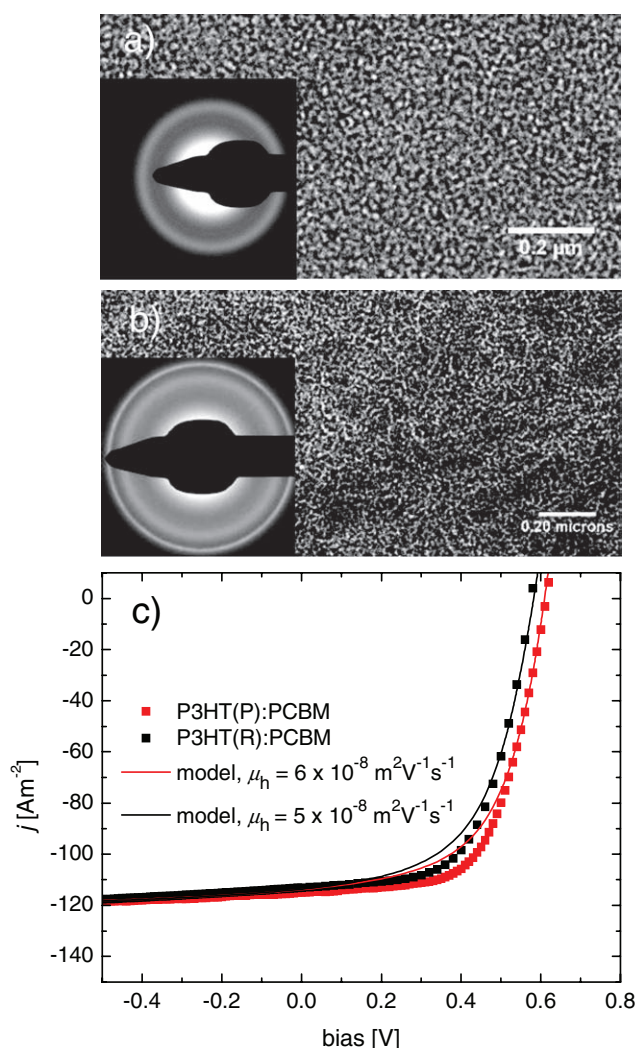 a)
0.2 µm
b)
0.20 microns
c)
0
-20
-40
-60
-80
-100
-120
-140
j [Am⁻²]
P3HT(P):PCBM
P3HT(R):PCBM
model, μₕ = 6 x 10⁻⁸ m²V⁻¹s⁻¹
model, μₕ = 5 x 10⁻⁸ m²V⁻¹s⁻¹
-0.4 -0.2 0.0 0.2 0.4 0.6 0.8
bias [V]